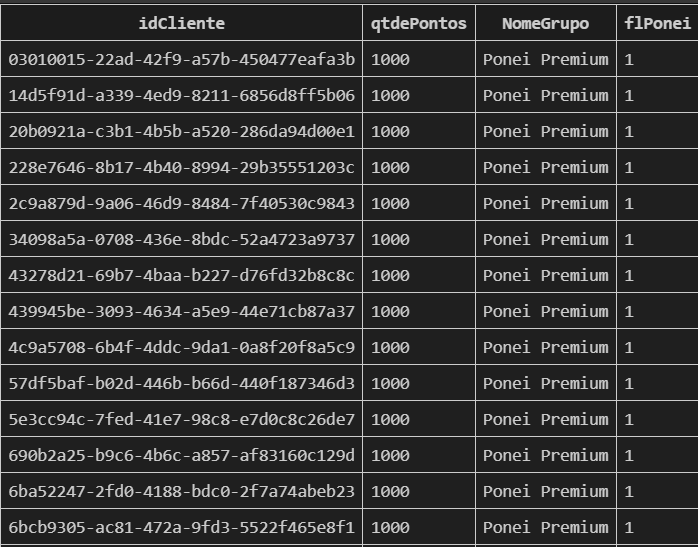 idCliente qtdePontos NomeGrupo flPonei
03010015-22ad-42f9-a57b-450477eafa3b 1000 Ponei Premium 1
14d5f91d-a339-4ed9-8211-6856d8ff5b06 1000 Ponei Premium 1
20b0921a-c3b1-4b5b-a520-286da94d00e1 1000 Ponei Premium 1
228e7646-8b17-4b40-8994-29b35551203c 1000 Ponei Premium 1
2c9a879d-9a06-46d9-8484-7f40530c9843 1000 Ponei Premium 1
34098a5a-0708-436e-8bdc-52a4723a9737 1000 Ponei Premium 1
43278d21-69b7-4baa-b227-d76fd32b8c8c 1000 Ponei Premium 1
439945be-3093-4634-a5e9-44e71cb87a37 1000 Ponei Premium 1
4c9a5708-6b4f-4ddc-9da1-0a8f20f8a5c9 1000 Ponei Premium 1
57df5baf-b02d-446b-b66d-440f187346d3 1000 Ponei Premium 1
5e3cc94c-7fed-41e7-98c8-e7d0c8c26de7 1000 Ponei Premium 1
690b2a25-b9c6-4b6c-a857-af83160c129d 1000 Ponei Premium 1
6ba52247-2fd0-4188-bdc0-2f7a74abeb23 1000 Ponei Premium 1
6bcb9305-ac81-472a-9fd3-5522f465e8f1 1000 Ponei Premium 1